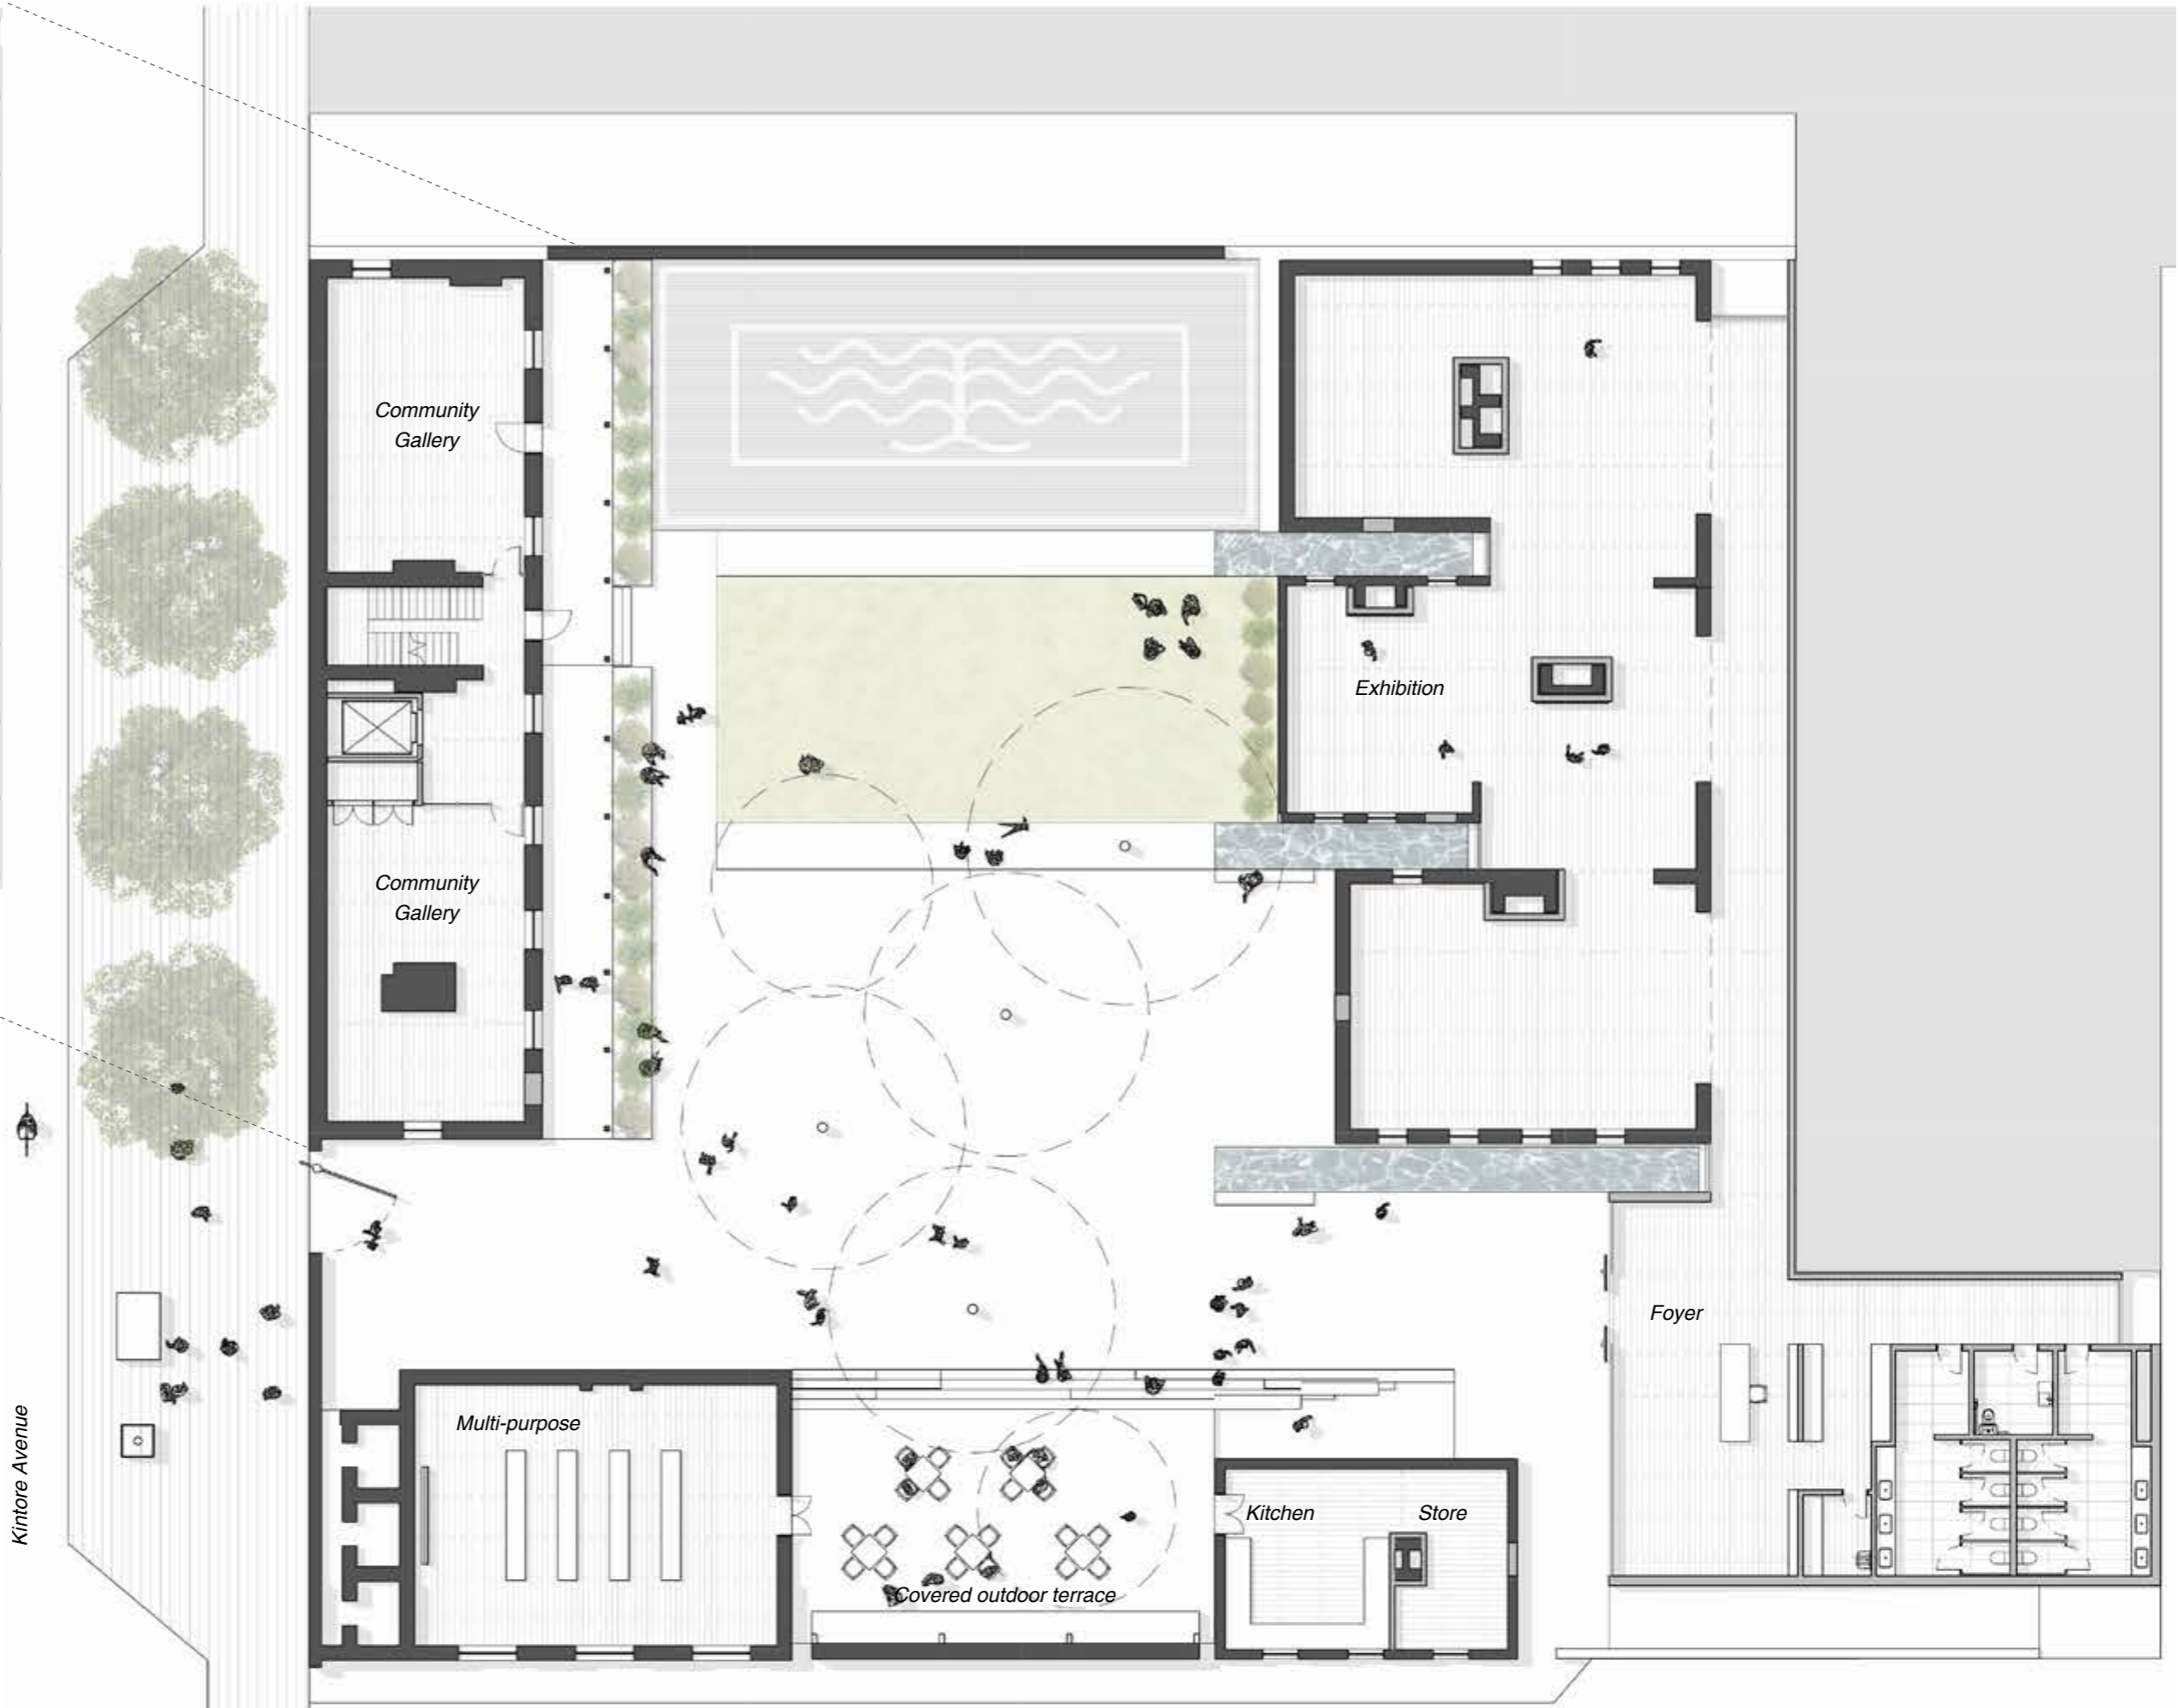 Community
Gallery
Exhibition
Community
Gallery
Foyer
Kintore Avenue
Multi-purpose
Kitchen
Store
Covered outdoor terrace